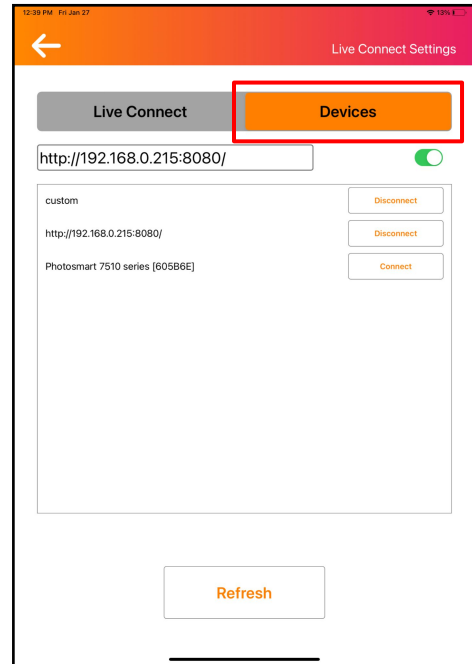 12:39 PM Fri Jan 27 13%
Live Connect Settings
Live Connect Devices
http://192.168.0.215:8080/
custom Disconnect
http://192.168.0.215:8080/ Disconnect
Photosmart 7510 series [605B6E] Connect
Refresh